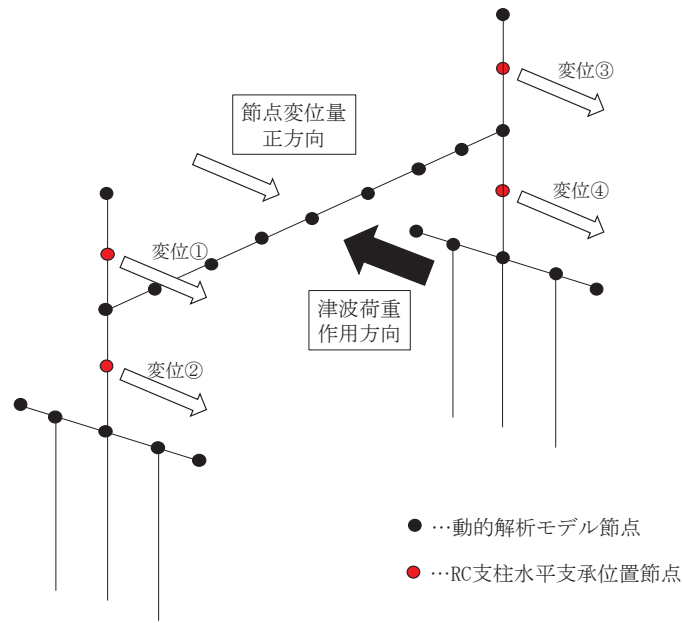 変位③
節点変位量
正方向
変位④
変位①
津波荷重
作用方向
変位②
●…動的解析モデル節点
●…RC支柱水平支承位置節点